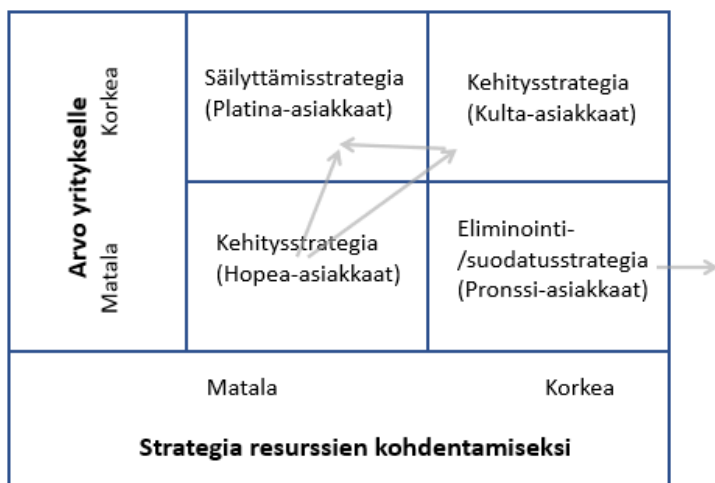 Arvo yritykselle
Korkea
Matala
Säilyttämisstrategia
(Platina-asiakkaat)
Kehitysstrategia
(Kulta-asiakkaat)
Kehitysstrategia
(Hopea-asiakkaat)
Eliminointi-
/suodatusstrategia
(Pronssi-asiakkaat)
Matala
Korkea
Strategia resurssien kohdentamiseksi